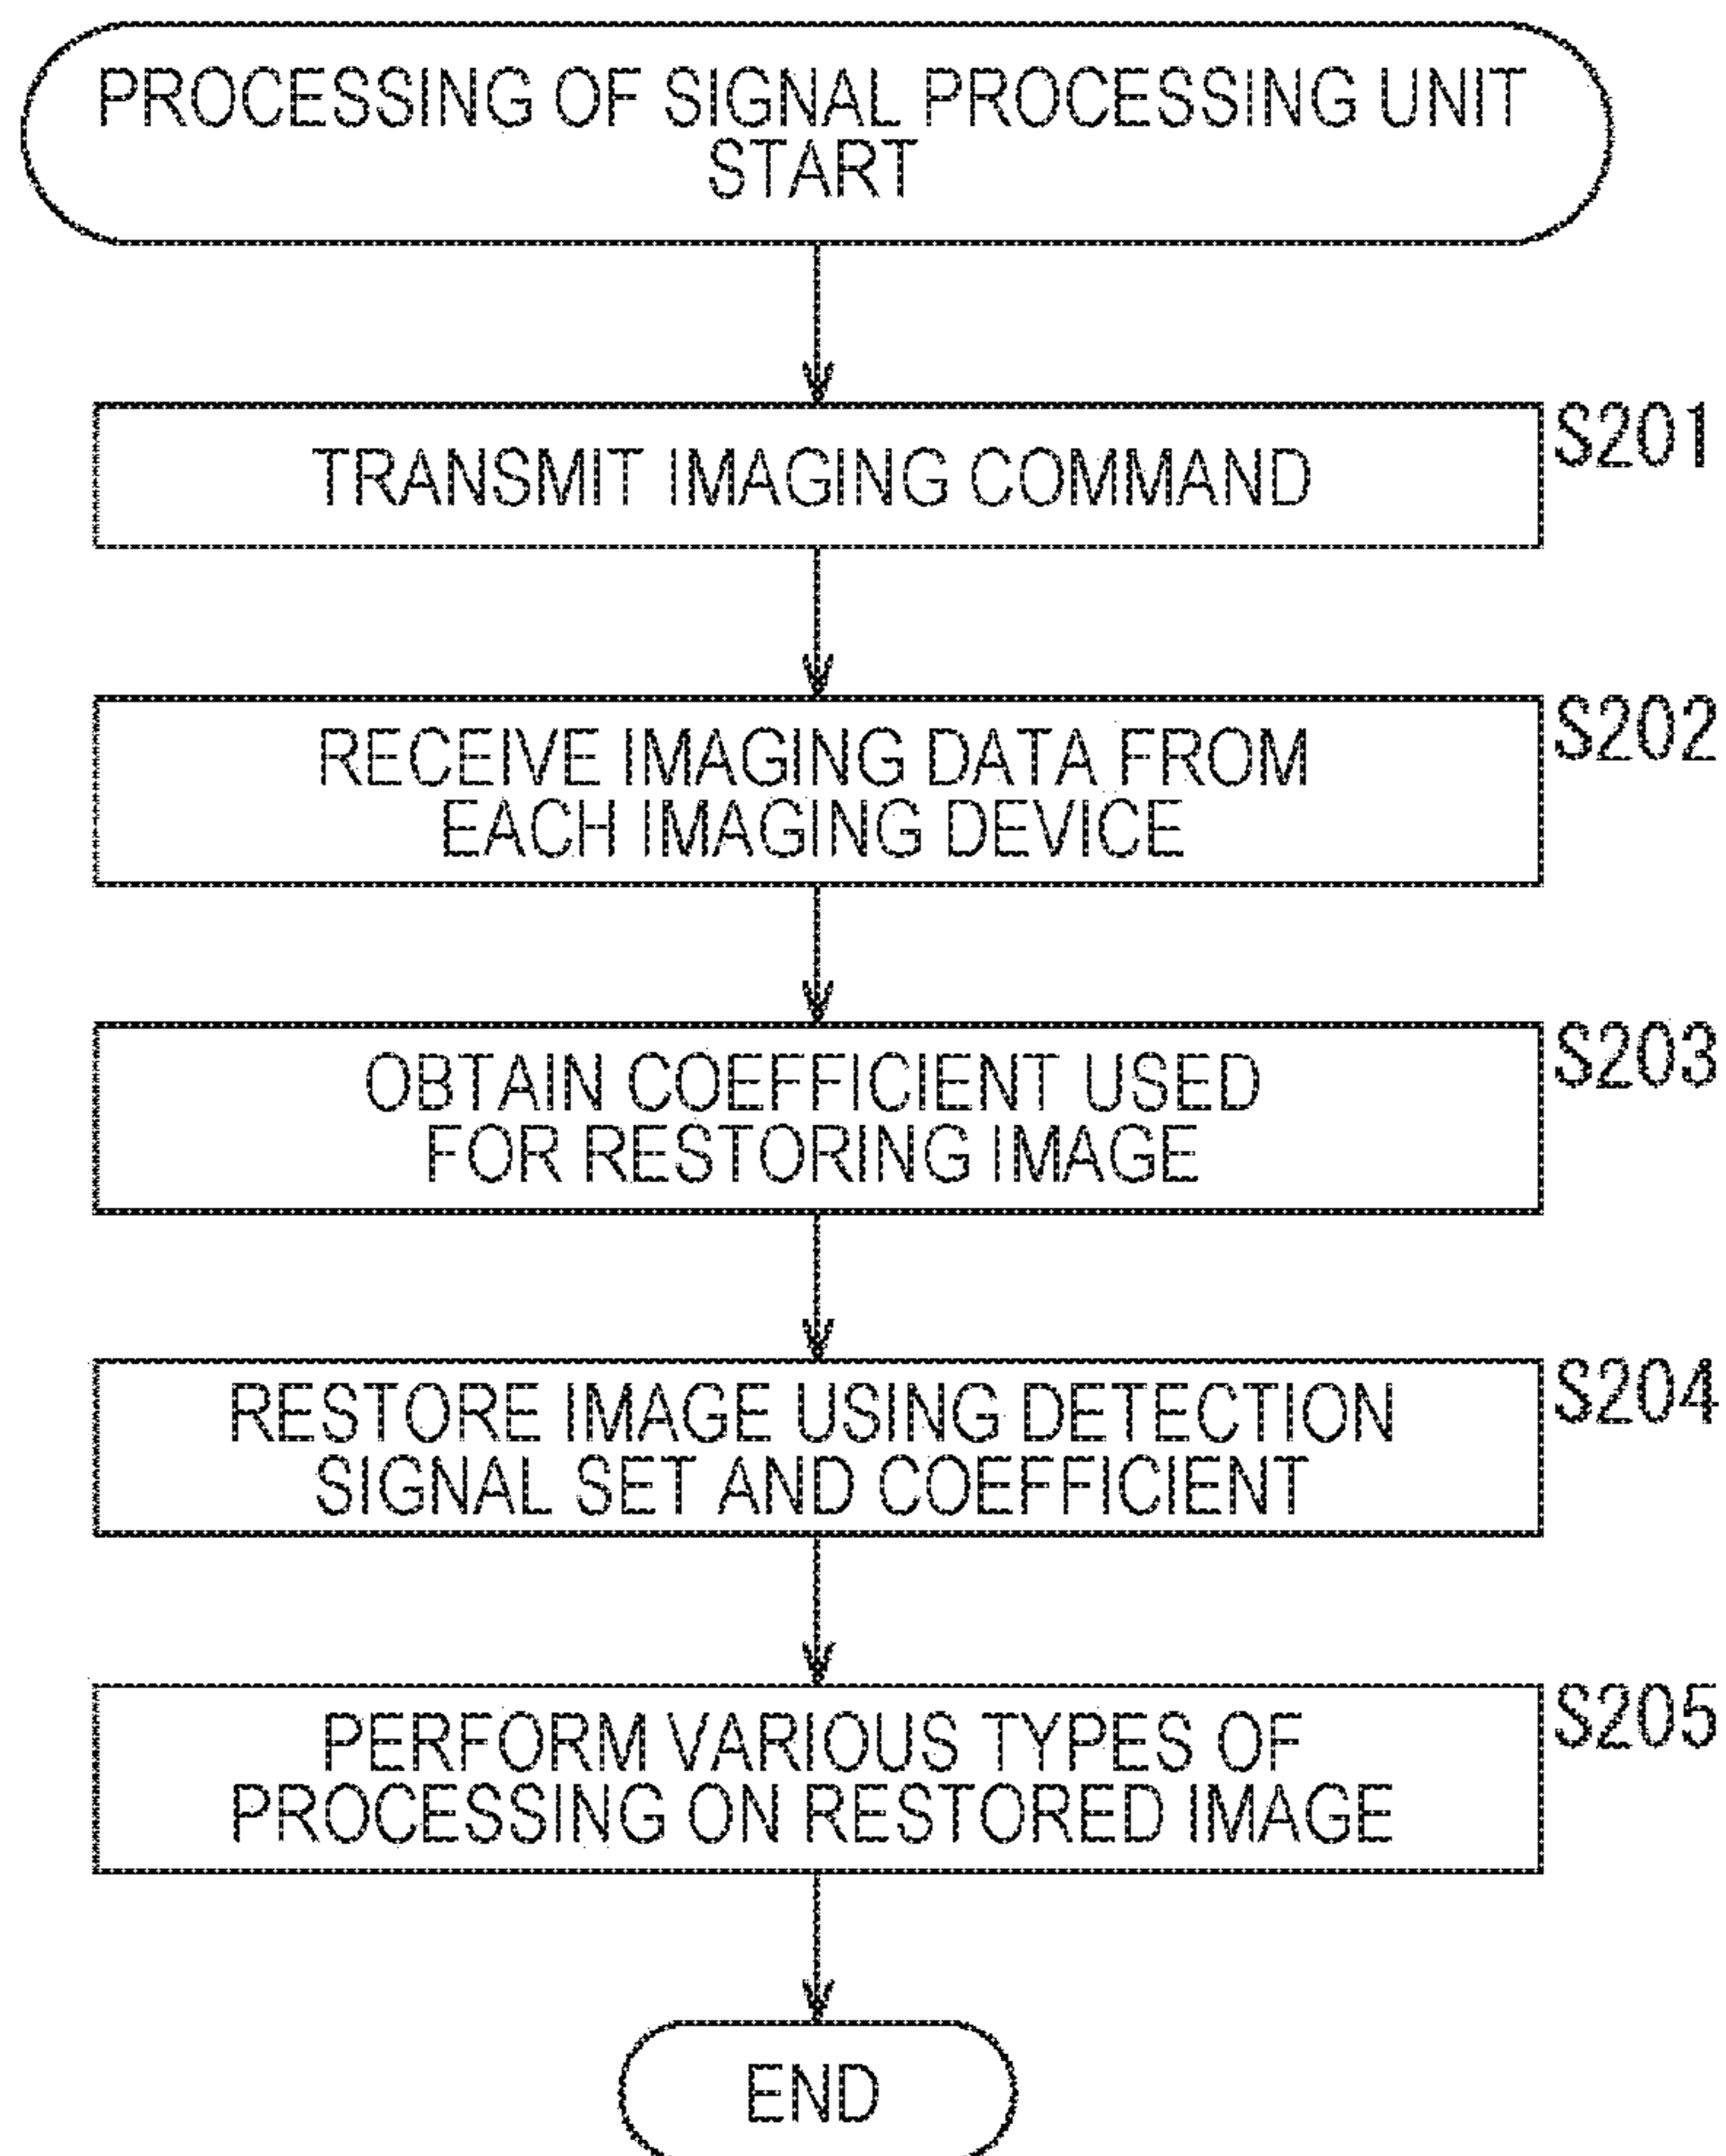 PROCESSING OF SIGNAL PROCESSING UNIT
START
TRANSMIT IMAGING COMMAND
S201
RECEIVE IMAGING DATA FROM
EACH IMAGING DEVICE
S202
OBTAIN COEFFICIENT USED
FOR RESTORING IMAGE
S203
RESTORE IMAGE USING DETECTION
SIGNAL SET AND COEFFICIENT
S204
PERFORM VARIOUS TYPES OF
PROCESSING ON RESTORED IMAGE
S205
END